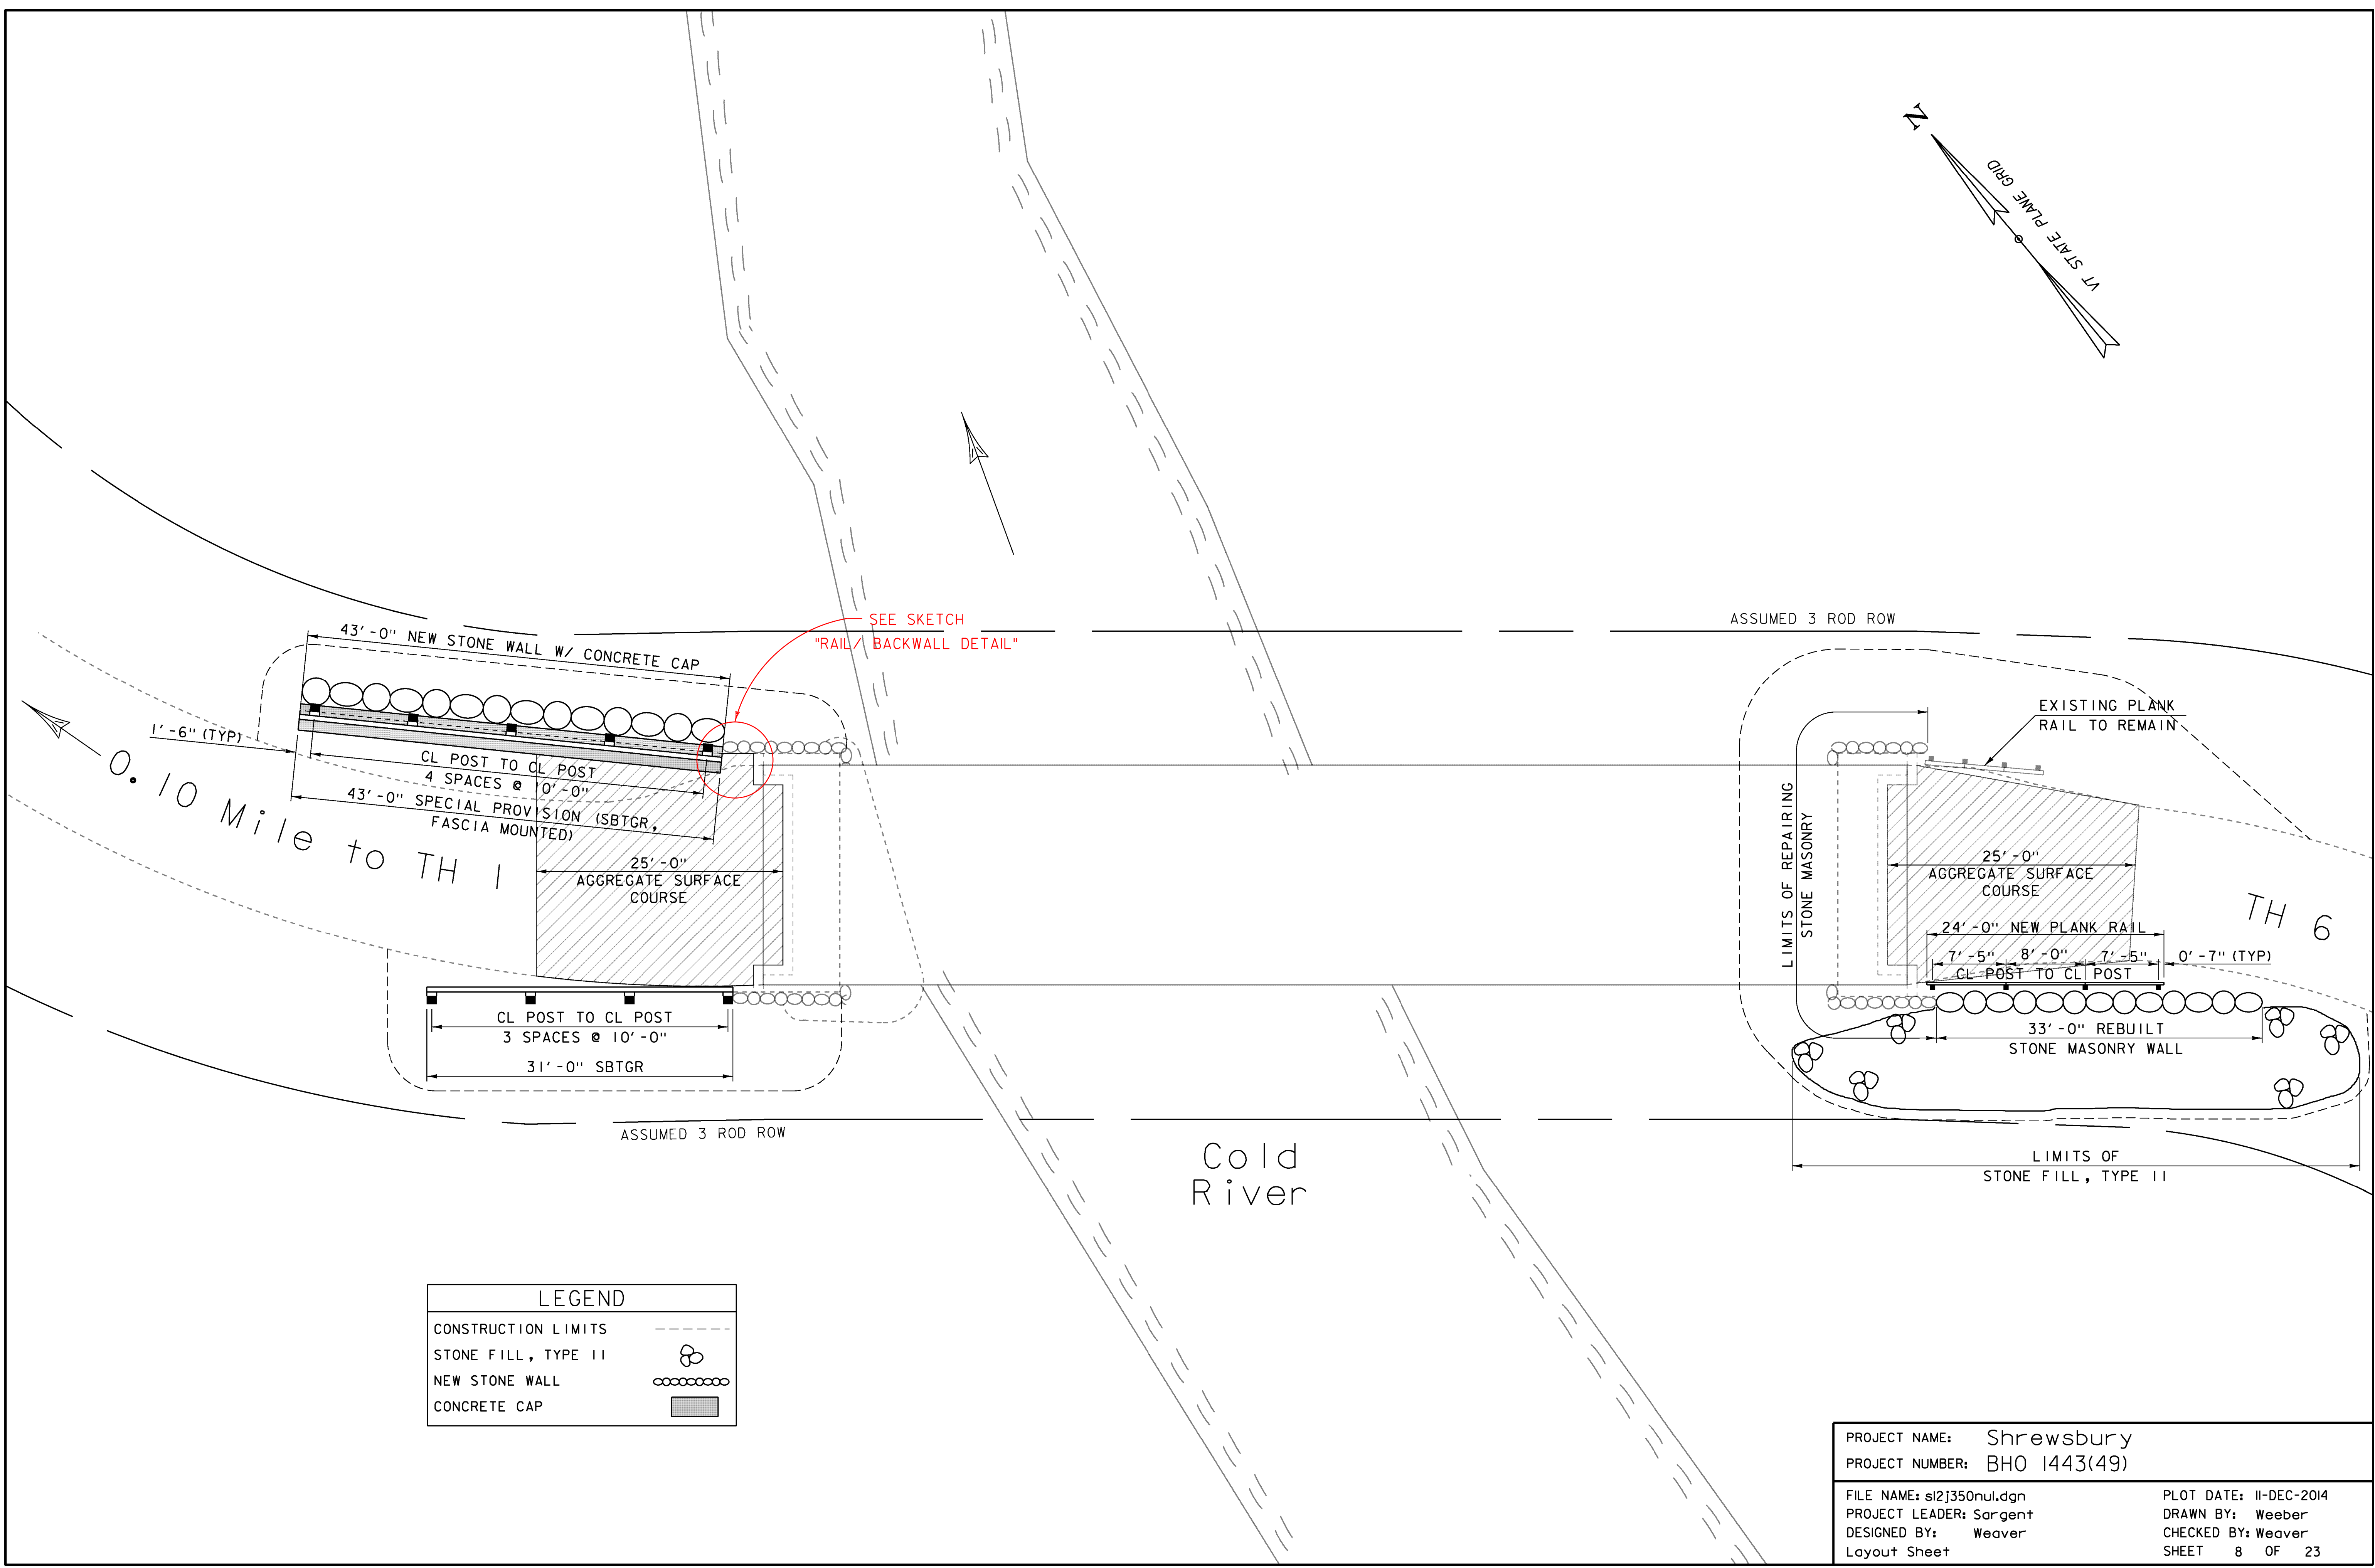 N
VT STATE PLANE GRID
SEE SKETCH
"RAIL/ BACKWALL DETAIL"
ASSUMED 3 ROD ROW
43'-0" NEW STONE WALL W/ CONCRETE CAP
1'-6" (TYP)
CL POST TO CL POST
4 SPACES @ 10'-0"
43'-0" SPECIAL PROVISION (SBTGR,
FASCIA MOUNTED)
0.10 Mile to TH 1
25'-0"
AGGREGATE SURFACE
COURSE
CL POST TO CL POST
3 SPACES @ 10'-0"
31'-0" SBTGR
ASSUMED 3 ROD ROW
Cold
River
EXISTING PLANK
RAIL TO REMAIN
LIMITS OF REPAIRING
STONE MASONRY
25'-0"
AGGREGATE SURFACE
COURSE
TH 6
24'-0" NEW PLANK RAIL
7'-5" 8'-0" 7'-5" 0'-7" (TYP)
CL POST TO CL POST
33'-0" REBUILT
STONE MASONRY WALL
LIMITS OF
STONE FILL, TYPE II
LEGEND
CONSTRUCTION LIMITS
STONE FILL, TYPE II
NEW STONE WALL
CONCRETE CAP
PROJECT NAME: Shrewsbury
PROJECT NUMBER: BHO 1443(49)
FILE NAME: s12j350nu1.dgn PLOT DATE: 11-DEC-2014
PROJECT LEADER: Sargent DRAWN BY: Weeber
DESIGNED BY: Weaver CHECKED BY: Weaver
Layout Sheet SHEET 8 OF 23